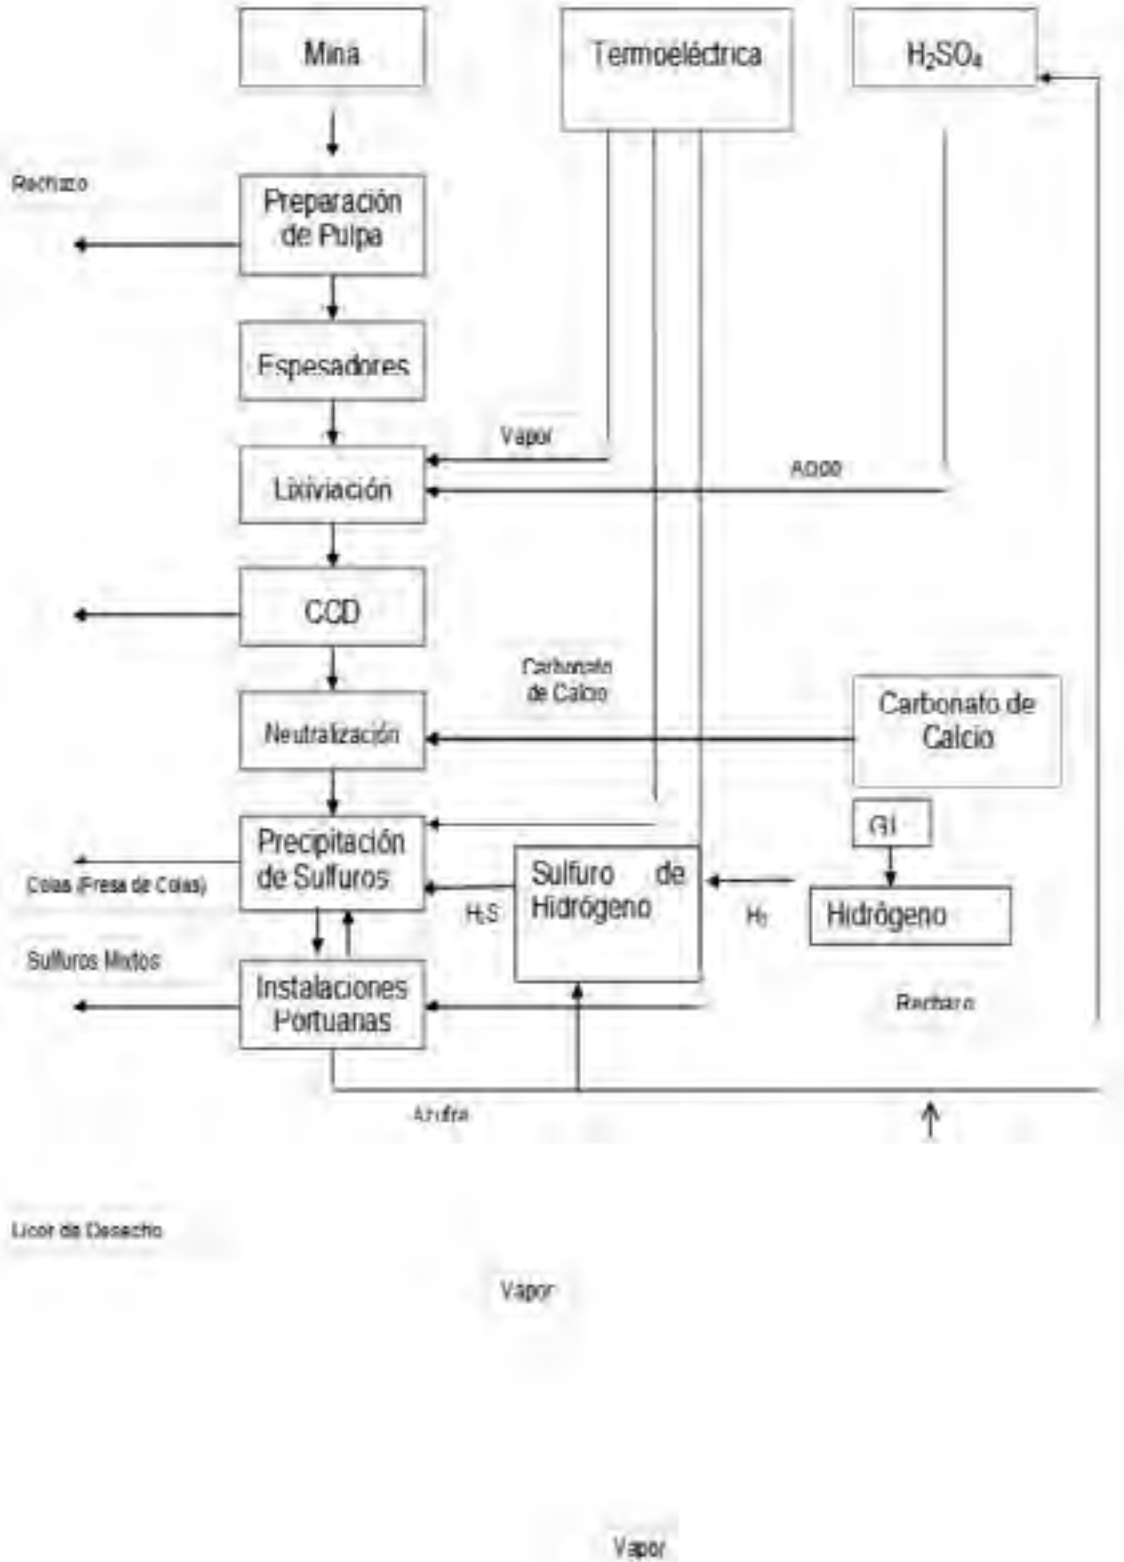 Mina
Termoeléctrica
H₂SO₄
Rechazo
Preparación
de Pulpa
Espesadores
Vapor
Lixiviación
Acido
CCD
Carbonato
de Calcio
Carbonato de
Calcio
Neutralización
Precipitación
de Sulfuros
Sulfuro de
Hidrógeno
Hidrógeno
H₂S
H₂
Colas (Presa de Colas)
Sulfuros Mixtos
Instalaciones
Portuarias
Rechazo
Azufre
Licor de Desecho
Vapor
Vapor